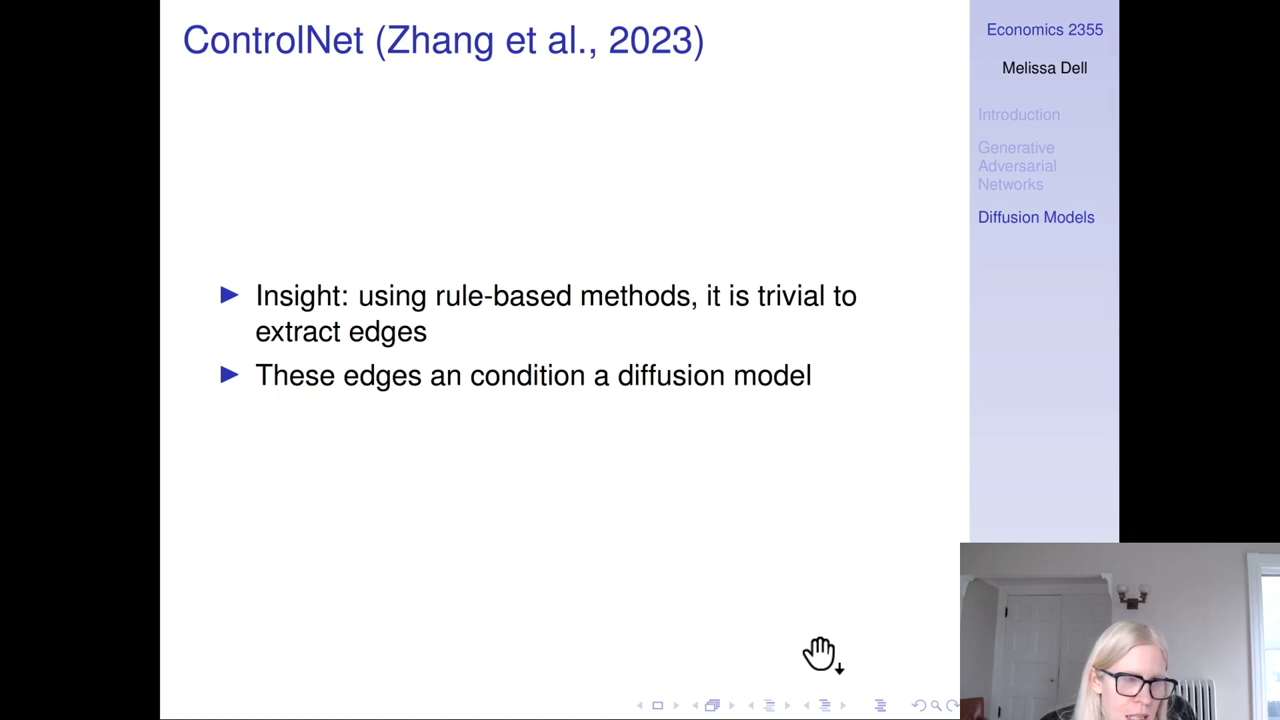 ControlNet (Zhang et al., 2023)
Insight: using rule-based methods, it is trivial to
extract edges
These edges an condition a diffusion model
Economics 2355
Melissa Dell
Introduction
Generative
Adversarial
Networks
Diffusion Models